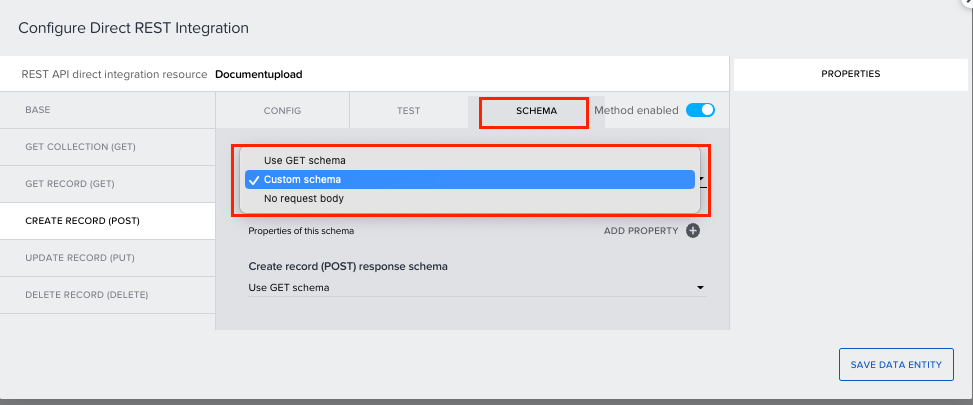 Configure Direct REST Integration
REST API direct integration resource Documentupload
PROPERTIES
BASE
CONFIG
TEST
SCHEMA
Method enabled
GET COLLECTION (GET)
GET RECORD (GET)
CREATE RECORD (POST)
UPDATE RECORD (PUT)
DELETE RECORD (DELETE)
Use GET schema
✓ Custom schema
No request body
Properties of this schema
ADD PROPERTY
Create record (POST) response schema
Use GET schema
SAVE DATA ENTITY